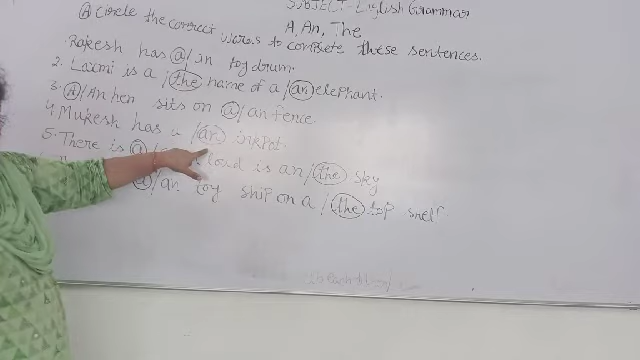 SUBJECT-English Grammar
A, An, The
(A) Circle the correct words to complete these sentences.
Rajesh has a/an toy drum.
2. Laxmi is a/the name of a/an elephant.
3. A/An hen sits on a/an fence.
4. Mukesh has a/an inkpot.
5. There is a/ is an/the sky
a/an toy ship on a/the top shelf.